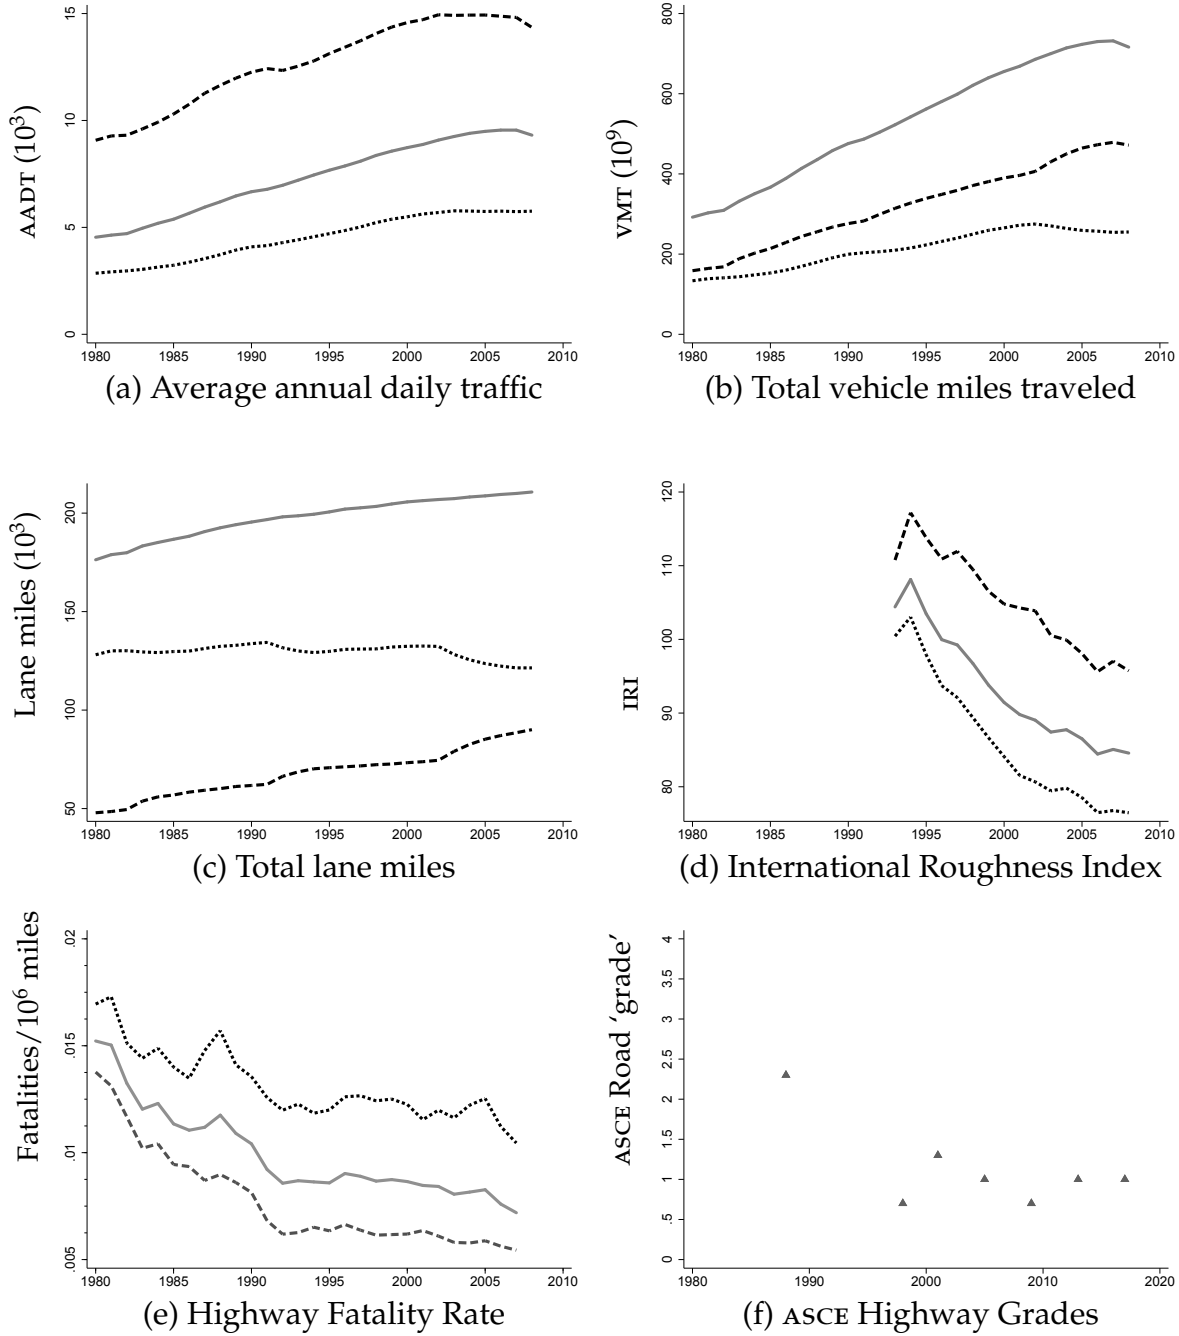 AADT (10³)
15
10
5
0
1980 1985 1990 1995 2000 2005 2010
(a) Average annual daily traffic
VMT (10⁹)
800
600
400
200
0
1980 1985 1990 1995 2000 2005 2010
(b) Total vehicle miles traveled
Lane miles (10³)
200
150
100
50
1980 1985 1990 1995 2000 2005 2010
(c) Total lane miles
IRI
120
110
100
90
80
1980 1985 1990 1995 2000 2005 2010
(d) International Roughness Index
Fatalities/10⁶ miles
.02
.015
.01
.005
1980 1985 1990 1995 2000 2005 2010
(e) Highway Fatality Rate
ASCE Road ‘grade’
4
3.5
3
2.5
2
1.5
1
.5
0
1980 1990 2000 2010 2020
(f) ASCE Highway Grades